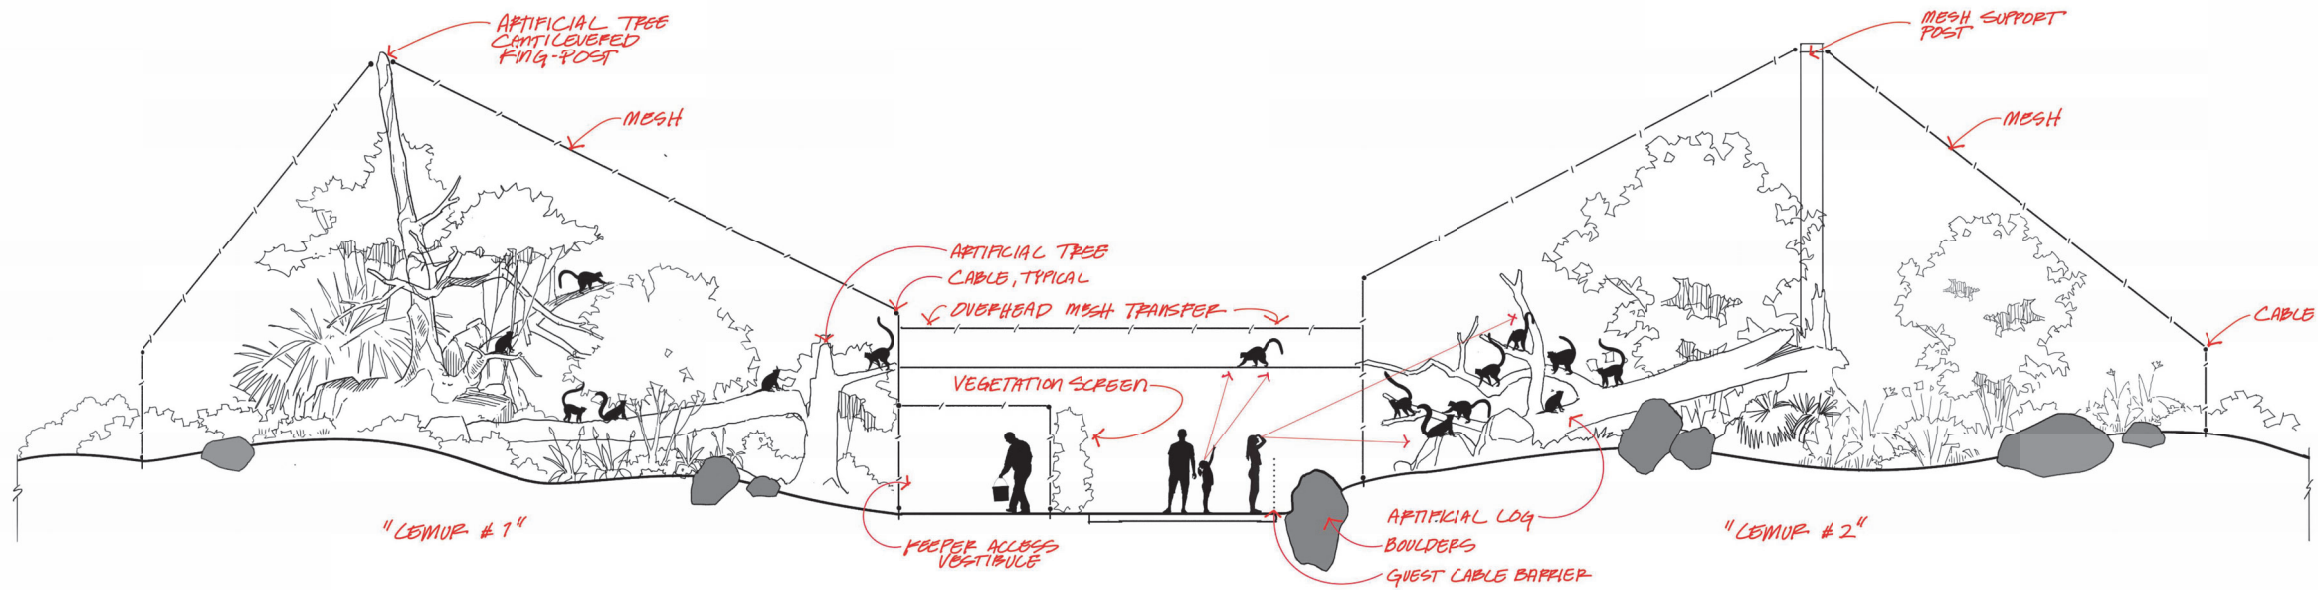 ARTIFICIAL TREE
CANTILEVERED
KING-POST
MESH
MESH SUPPORT
POST
MESH
ARTIFICIAL TREE
CABLE, TYPICAL
OVERHEAD MESH TRANSFER
CABLE
VEGETATION SCREEN
"LEMUR #1"
KEEPER ACCESS
VESTIBULE
ARTIFICIAL LOG
BOULDERS
GUEST CABLE BARRIER
"LEMUR #2"